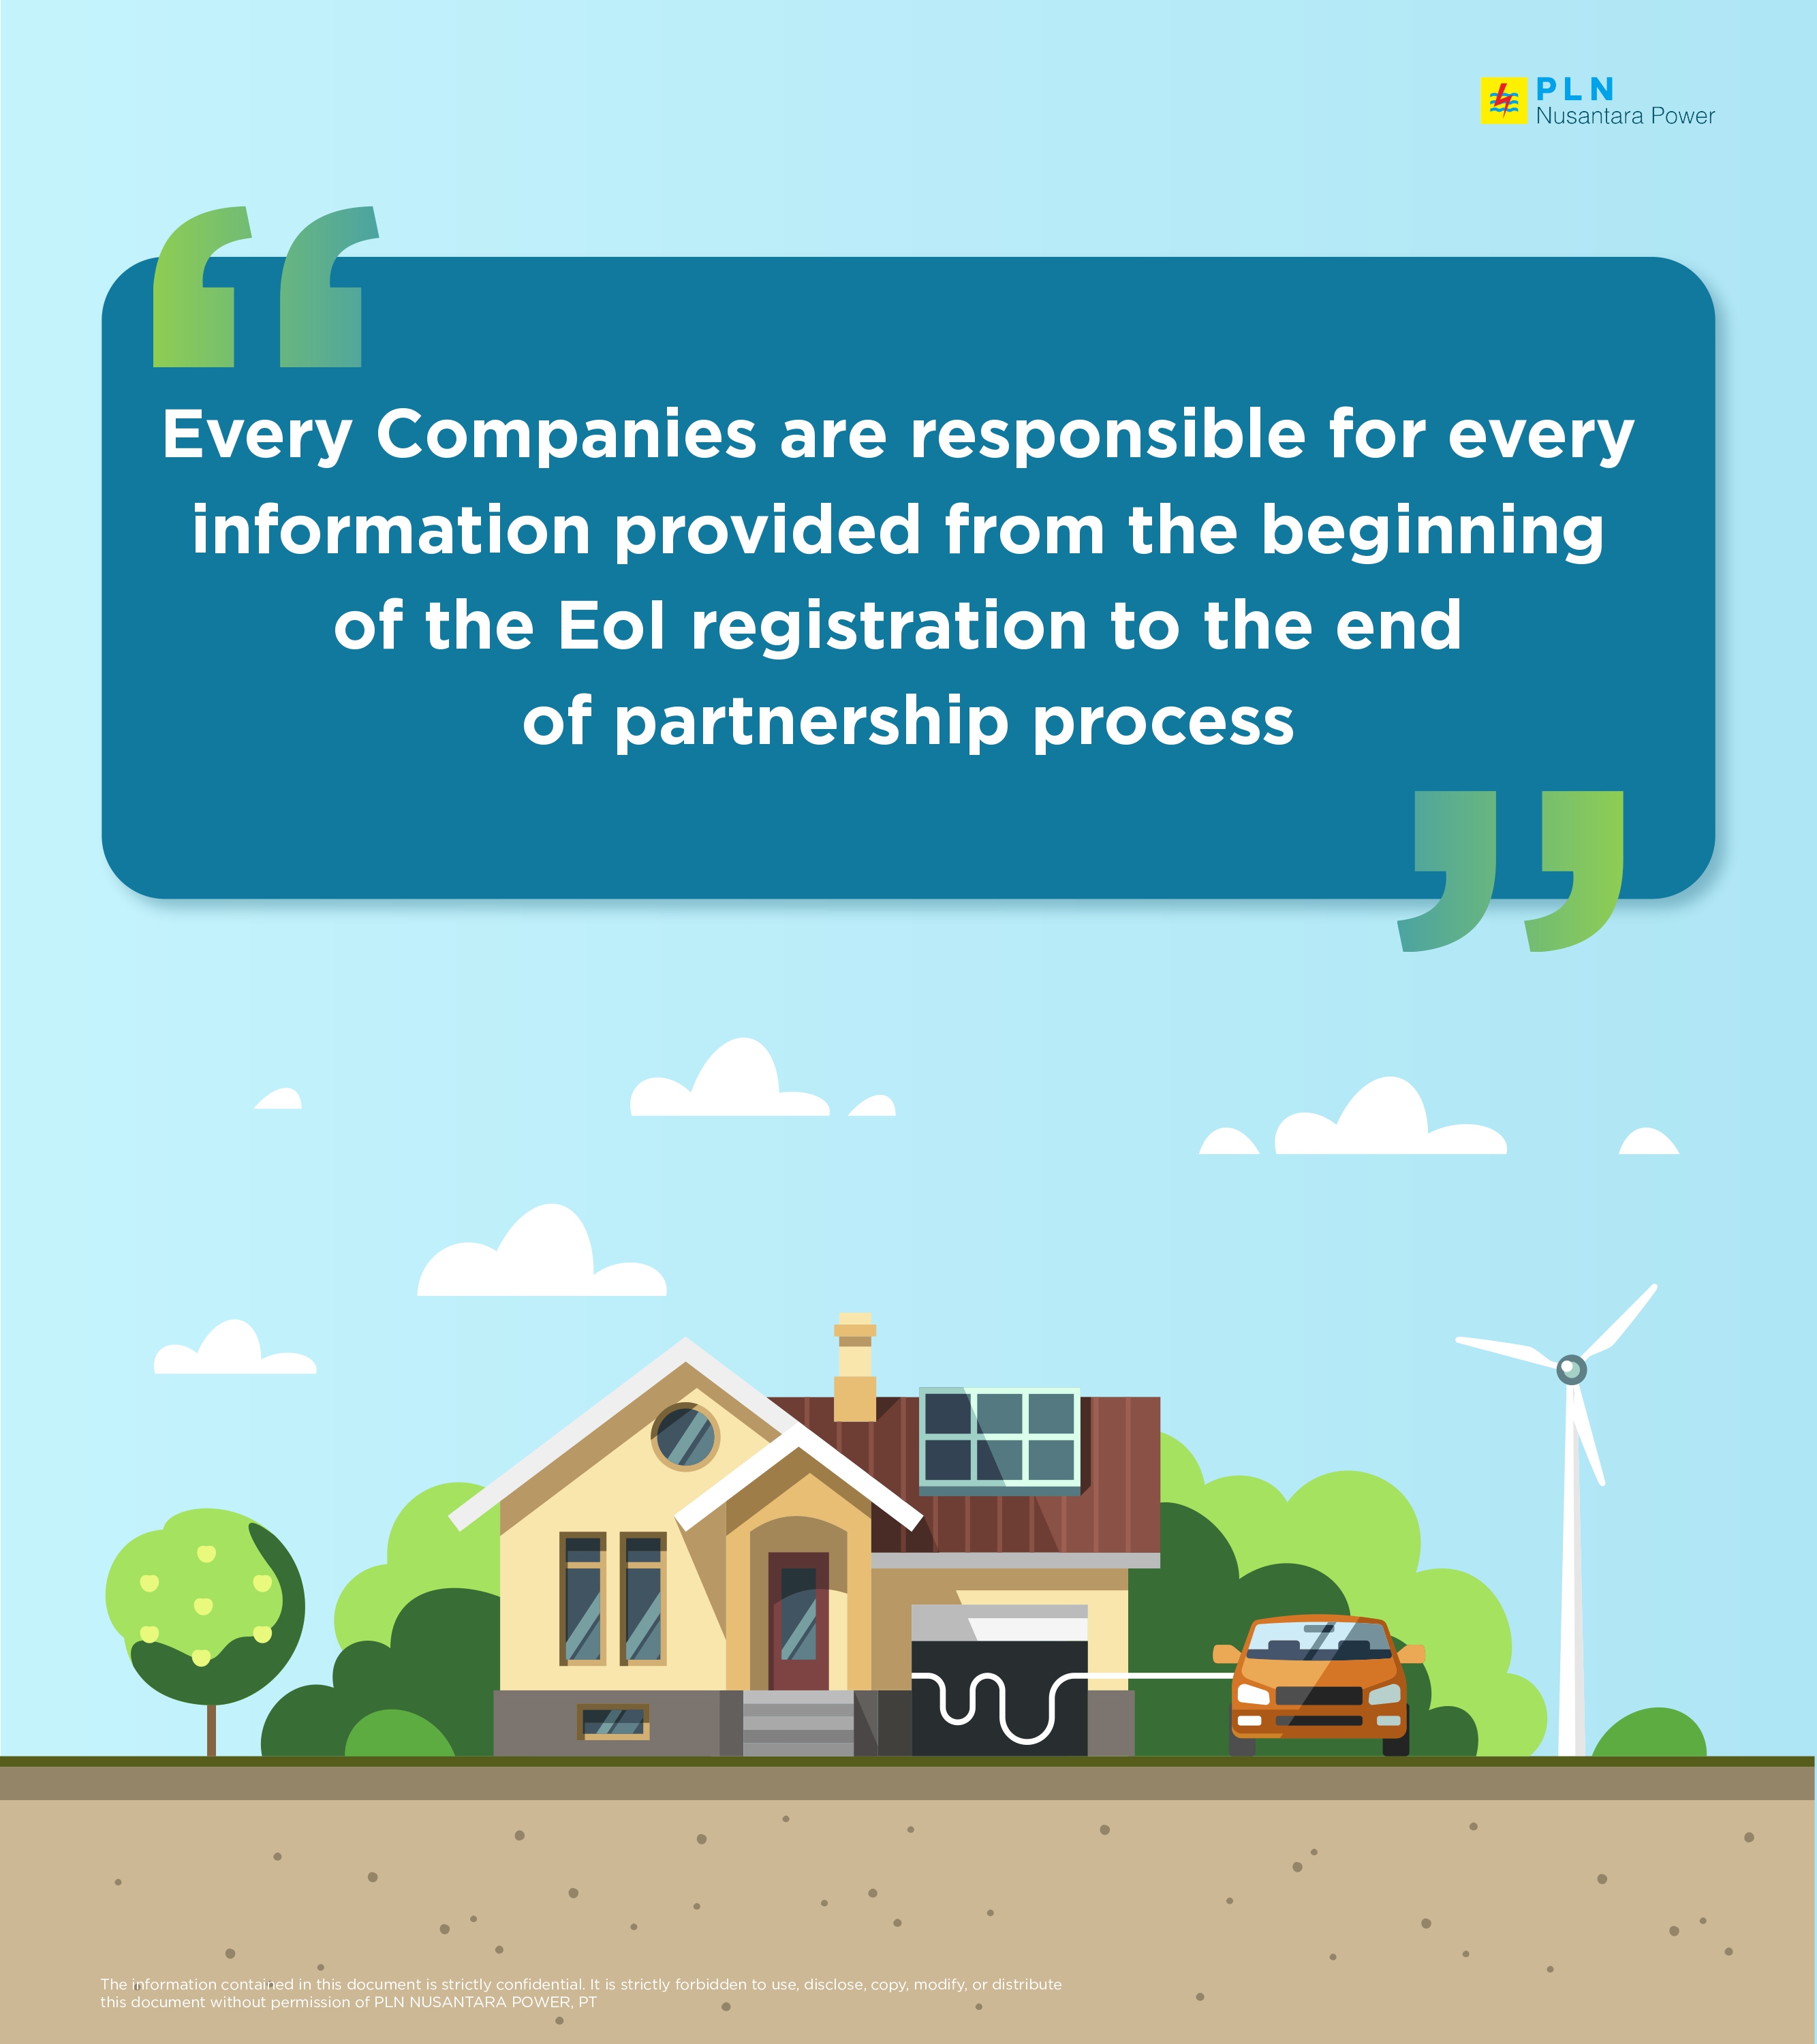 PLN
Nusantara Power
“
Every Companies are responsible for every
information provided from the beginning
of the EoI registration to the end
of partnership process
”
The information contained in this document is strictly confidential. It is strictly forbidden to use, disclose, copy, modify, or distribute
this document without permission of PLN NUSANTARA POWER, PT